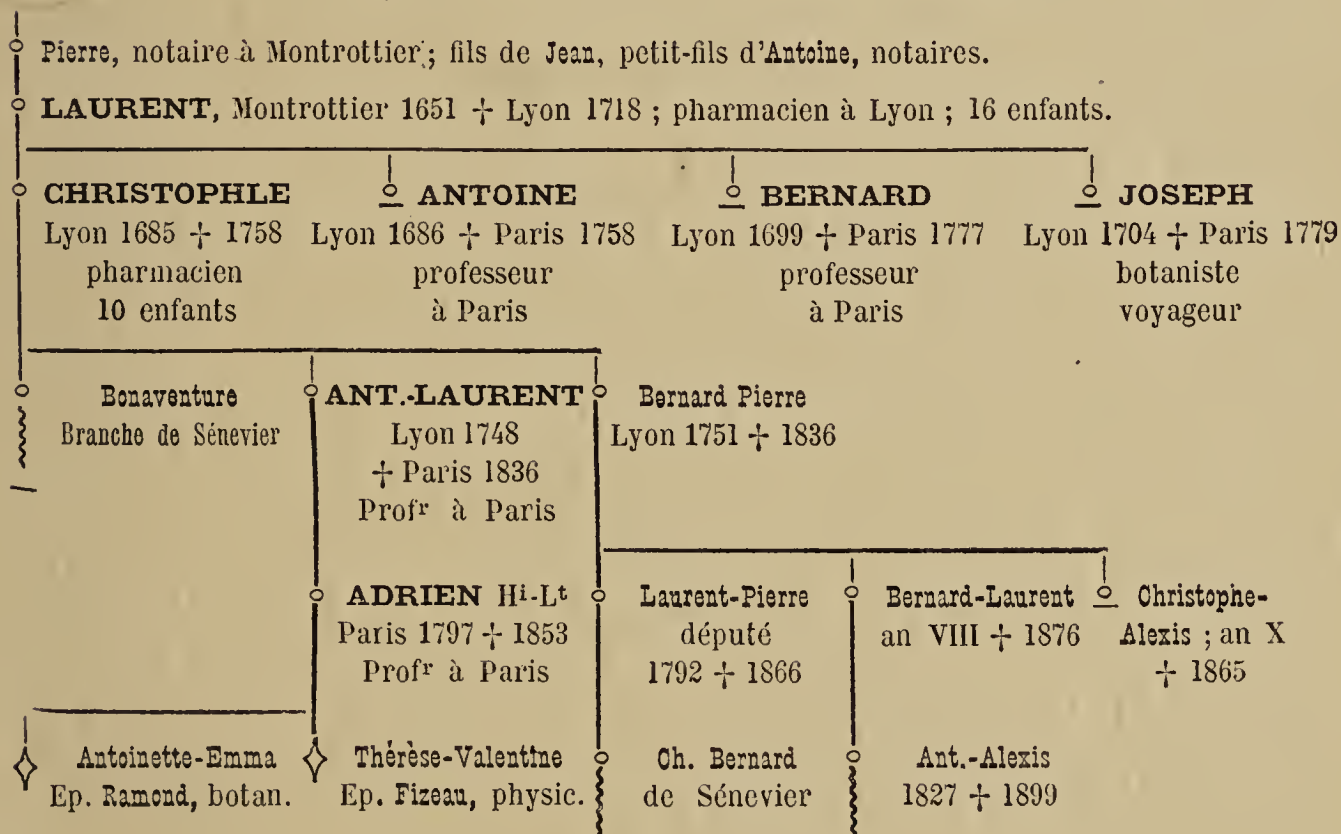 Pierre, notaire à Montrottier; fils de Jean, petit-fils d'Antoine, notaires.
LAURENT, Montrottier 1651 ┼ Lyon 1718 ; pharmacien à Lyon ; 16 enfants.
CHRISTOPHLE
Lyon 1685 ┼ 1758
pharmacien
10 enfants
ANTOINE
Lyon 1686 ┼ Paris 1758
professeur
à Paris
BERNARD
Lyon 1699 ┼ Paris 1777
professeur
à Paris
JOSEPH
Lyon 1704 ┼ Paris 1779
botaniste
voyageur
Bonaventure
Branche de Sénevier
ANT.-LAURENT
Lyon 1748
┼ Paris 1836
Profr à Paris
Bernard Pierre
Lyon 1751 ┼ 1836
ADRIEN Hi-Lt
Paris 1797 ┼ 1853
Profr à Paris
Laurent-Pierre
député
1792 ┼ 1866
Bernard-Laurent
an VIII ┼ 1876
Christophe-
Alexis ; an X
┼ 1865
Antoinette-Emma
Ep. Ramond, botan.
Thérèse-Valentine
Ep. Fizeau, physic.
Ch. Bernard
de Sénevier
Ant.-Alexis
1827 ┼ 1899